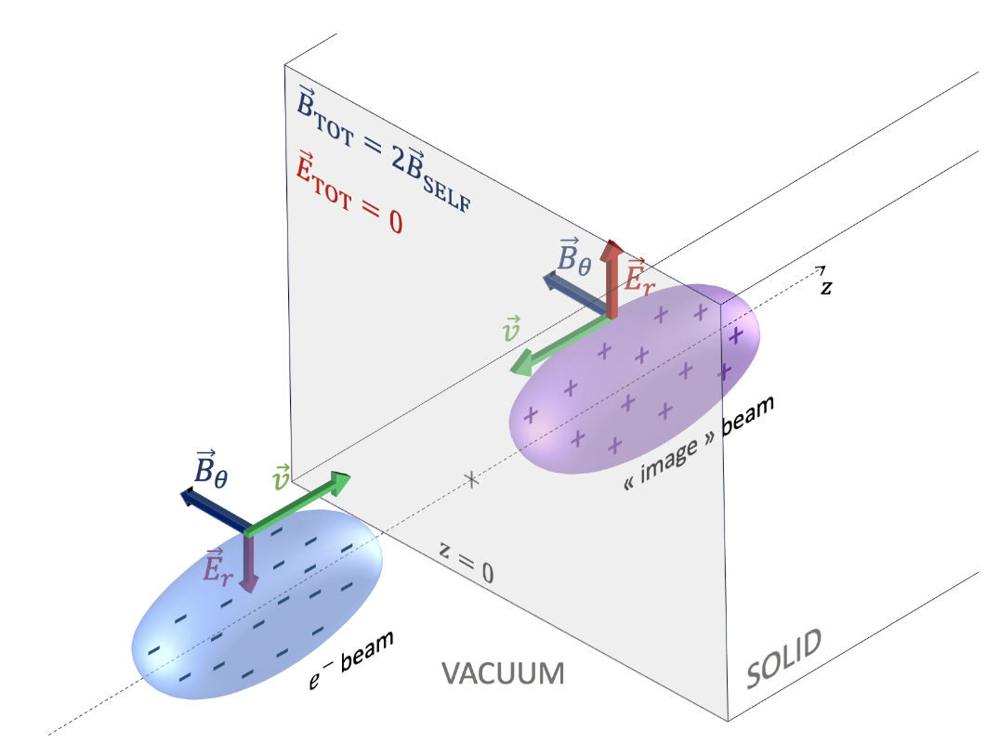 B⃗TOT = 2B⃗SELF
E⃗TOT = 0
B⃗θ
E⃗r
z
v⃗
« image » beam
B⃗θ
v⃗
z = 0
E⃗r
e⁻ beam
VACUUM
SOLID